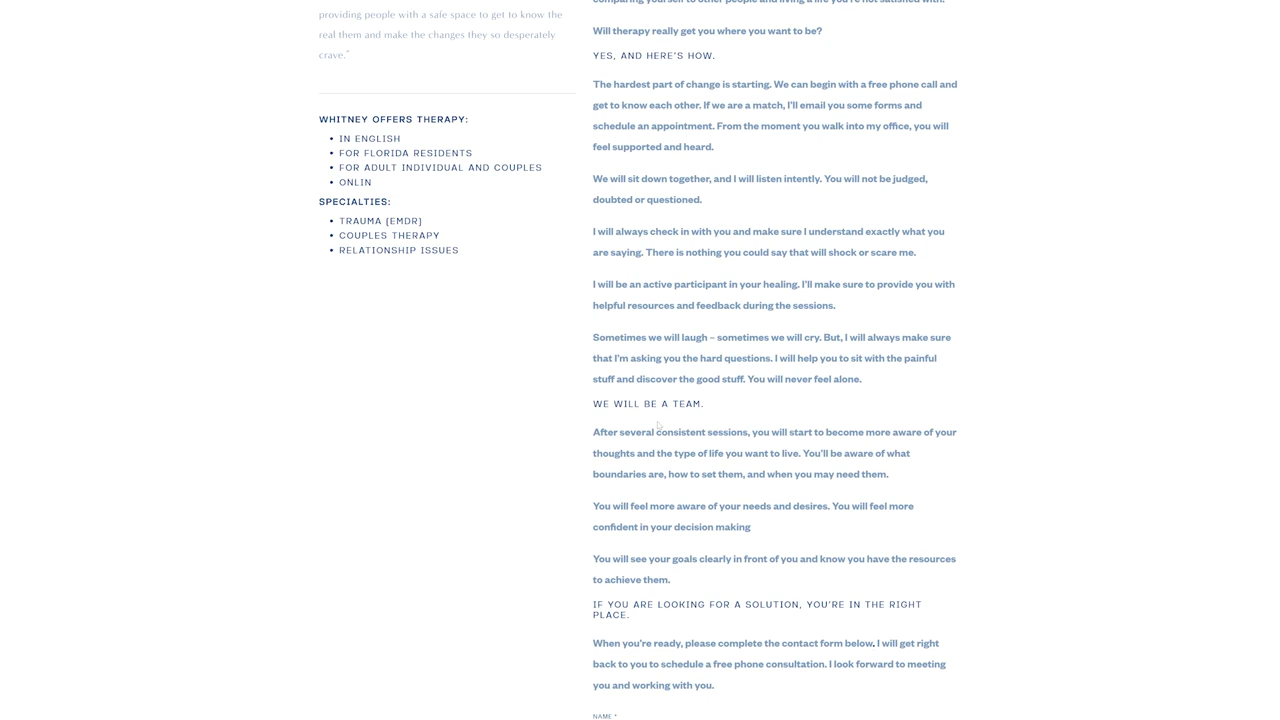 providing people with a safe space to get to know the
real them and make the changes they so desperately
crave."
WHITNEY OFFERS THERAPY:
• IN ENGLISH
• FOR FLORIDA RESIDENTS
• FOR ADULT INDIVIDUAL AND COUPLES
• ONLIN
SPECIALTIES:
• TRAUMA (EMDR)
• COUPLES THERAPY
• RELATIONSHIP ISSUES
comparing yourself to other people and living a life you're not satisfied with.
Will therapy really get you where you want to be?
YES, AND HERE'S HOW.
The hardest part of change is starting. We can begin with a free phone call and
get to know each other. If we are a match, I'll email you some forms and
schedule an appointment. From the moment you walk into my office, you will
feel supported and heard.
We will sit down together, and I will listen intently. You will not be judged,
doubted or questioned.
I will always check in with you and make sure I understand exactly what you
are saying. There is nothing you could say that will shock or scare me.
I will be an active participant in your healing. I'll make sure to provide you with
helpful resources and feedback during the sessions.
Sometimes we will laugh – sometimes we will cry. But, I will always make sure
that I'm asking you the hard questions. I will help you to sit with the painful
stuff and discover the good stuff. You will never feel alone.
WE WILL BE A TEAM.
After several consistent sessions, you will start to become more aware of your
thoughts and the type of life you want to live. You'll be aware of what
boundaries are, how to set them, and when you may need them.
You will feel more aware of your needs and desires. You will feel more
confident in your decision making
You will see your goals clearly in front of you and know you have the resources
to achieve them.
IF YOU ARE LOOKING FOR A SOLUTION, YOU'RE IN THE RIGHT
PLACE.
When you're ready, please complete the contact form below. I will get right
back to you to schedule a free phone consultation. I look forward to meeting
you and working with you.
NAME *